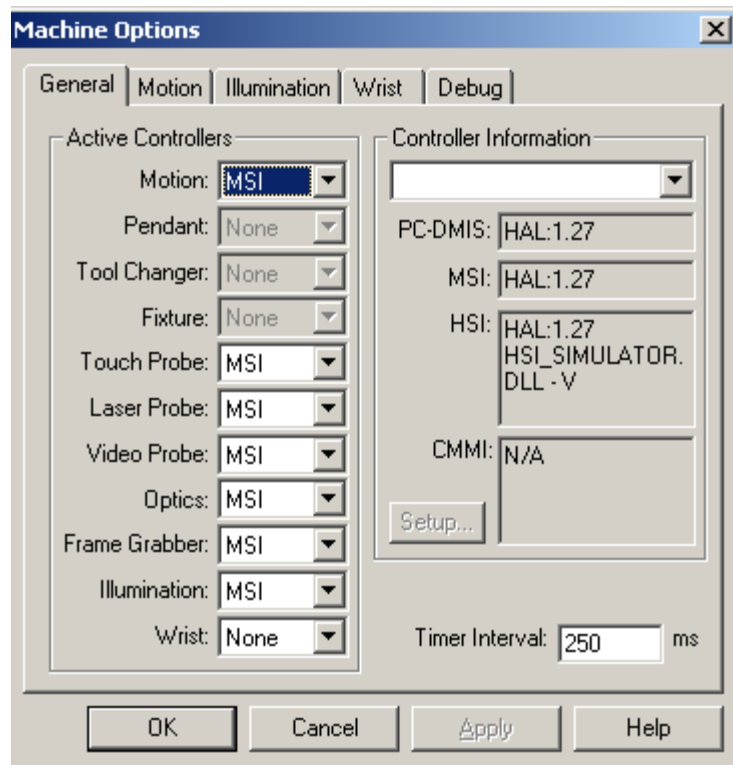 Machine Options
General Motion Illumination Wrist Debug
Active Controllers
Motion: MSI
Pendant: None
Tool Changer: None
Fixture: None
Touch Probe: MSI
Laser Probe: MSI
Video Probe: MSI
Optics: MSI
Frame Grabber: MSI
Illumination: MSI
Wrist: None
Controller Information
PC-DMIS: HAL:1.27
MSI: HAL:1.27
HSI: HAL:1.27
HSI_SIMULATOR.
DLL - V
CMMI: N/A
Setup...
Timer Interval: 250 ms
OK Cancel Apply Help